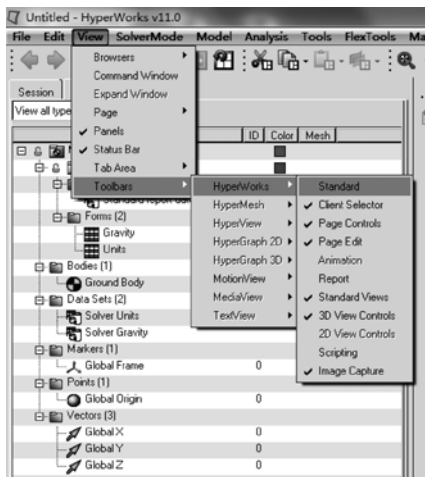 Untitled - HyperWorks v11.0
File Edit View SolverMode Model Analysis Tools FlexTools
Session
View all type
Browsers
Command Window
Expand Window
Page
Panels
Status Bar
Tab Area
Toolbars
HyperWorks
HyperMesh
HyperView
HyperGraph 2D
HyperGraph 3D
MotionView
MediaView
TextView
Standard
Client Selector
Page Controls
Page Edit
Animation
Report
Standard Views
3D View Controls
2D View Controls
Scripting
Image Capture
ID Color Mesh
Forms (2)
Gravity
Units
Bodies (1)
Ground Body
Data Sets (2)
Solver Units
Solver Gravity
Markers (1)
Global Frame 0
Points (1)
Global Origin 0
Vectors (3)
Global X 0
Global Y 0
Global Z 0